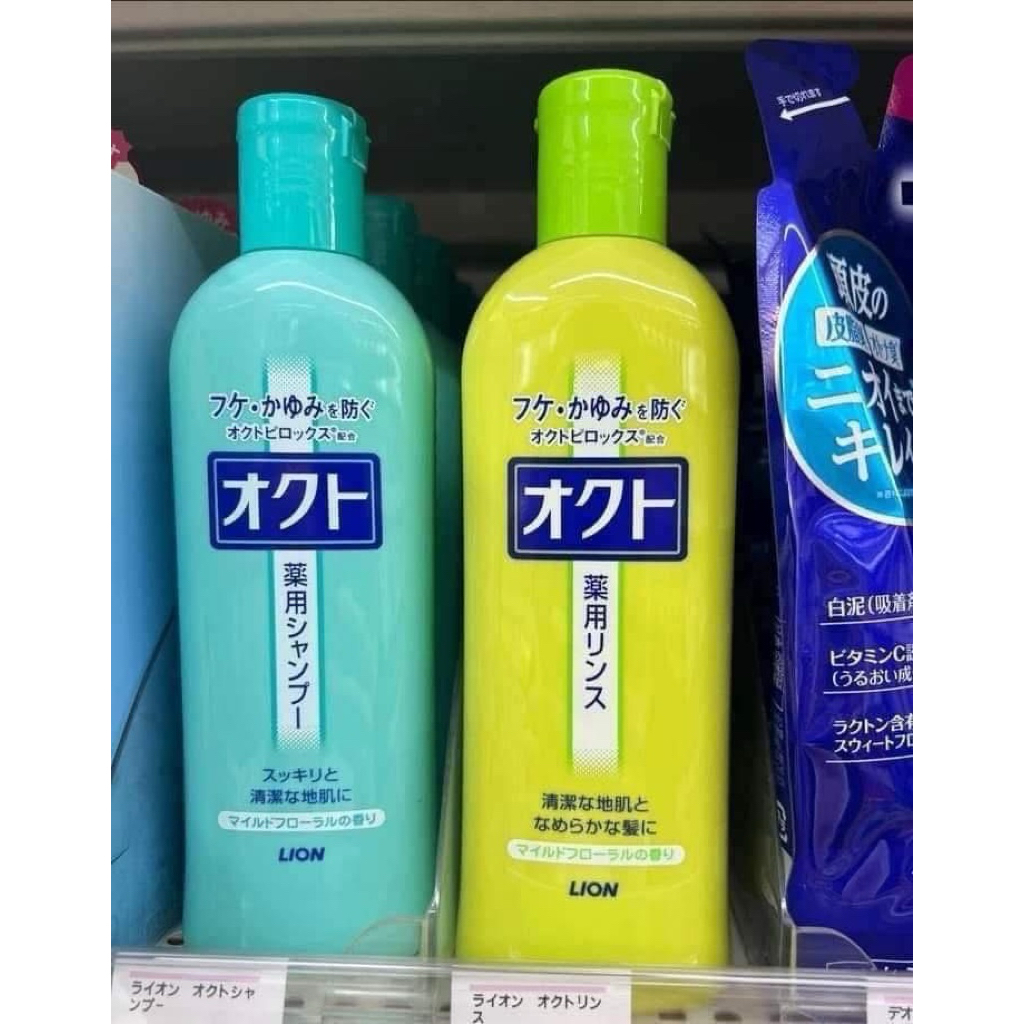 フケ・かゆみを防ぐ
オクトピロックス®配合
オクト
薬用シャンプー
スッキリと
清潔な地肌に
マイルドフローラルの香り
LION
フケ・かゆみを防ぐ
オクトピロックス®配合
オクト
薬用リンス
清潔な地肌と
なめらかな髪に
マイルドフローラルの香り
LION
頭皮の
ニオイまで
キレイ
白泥(吸着剤
ビタミンC誘
(うるおい成
ラクトン含有
スウィートフロ
ライオン オクトシャ
ンプー
ライオン オクトリン
ス
デオ